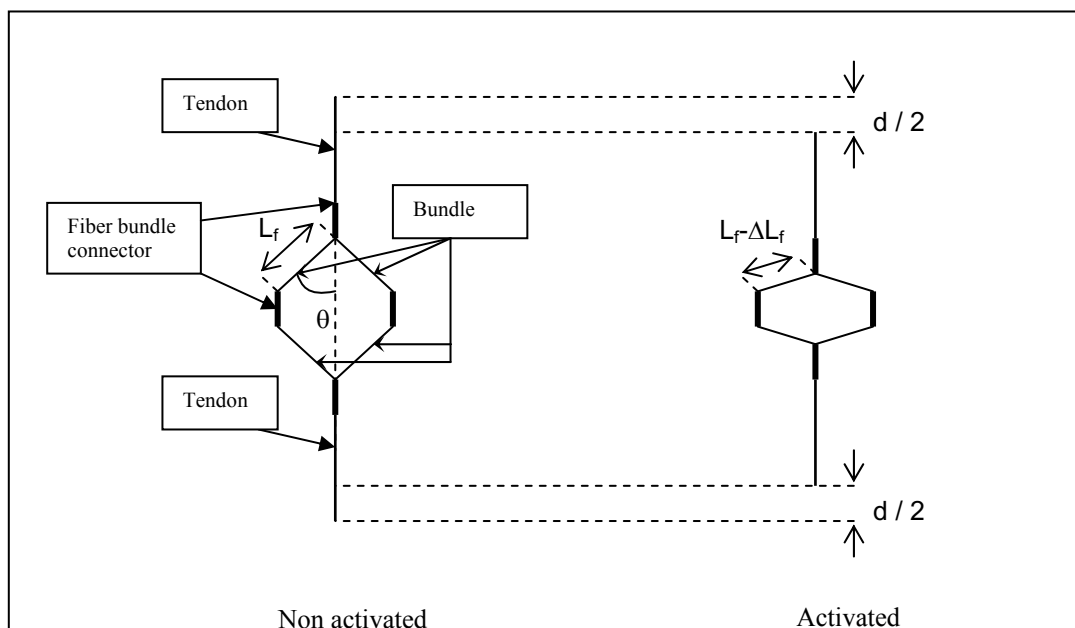 Tendon
d / 2
Fiber bundle
connector
L_f
Bundle
L_f-ΔL_f
θ
Tendon
d / 2
Non activated
Activated